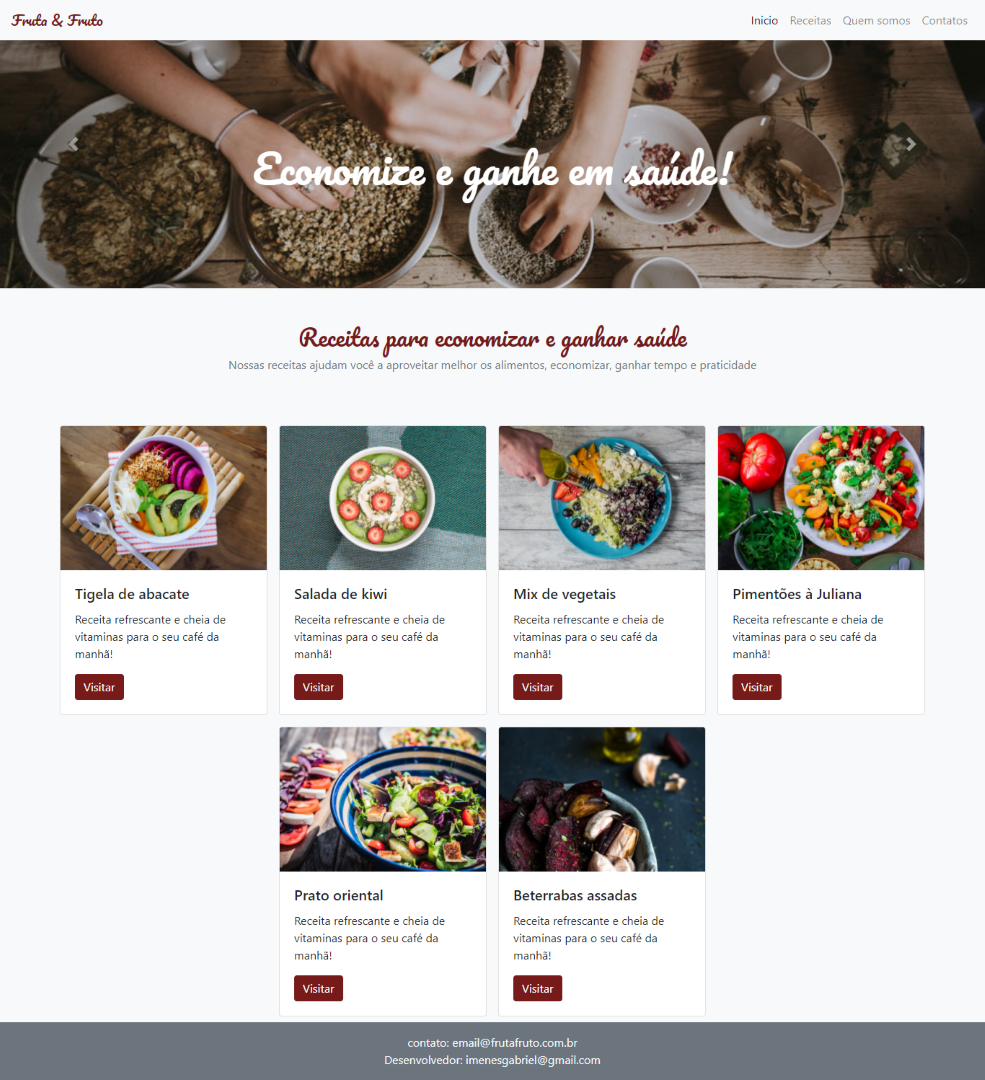 Fruta & Fruto
Inicio Receitas Quem somos Contatos
Economize e ganhe em saúde!
Receitas para economizar e ganhar saúde
Nossas receitas ajudam você a aproveitar melhor os alimentos, economizar, ganhar tempo e praticidade
Tigela de abacate
Receita refrescante e cheia de
vitaminas para o seu café da
manhã!
Visitar
Salada de kiwi
Receita refrescante e cheia de
vitaminas para o seu café da
manhã!
Visitar
Mix de vegetais
Receita refrescante e cheia de
vitaminas para o seu café da
manhã!
Visitar
Pimentões à Juliana
Receita refrescante e cheia de
vitaminas para o seu café da
manhã!
Visitar
Prato oriental
Receita refrescante e cheia de
vitaminas para o seu café da
manhã!
Visitar
Beterrabas assadas
Receita refrescante e cheia de
vitaminas para o seu café da
manhã!
Visitar
contato: email@frutafruto.com.br
Desenvolvedor: imenesgabriel@gmail.com